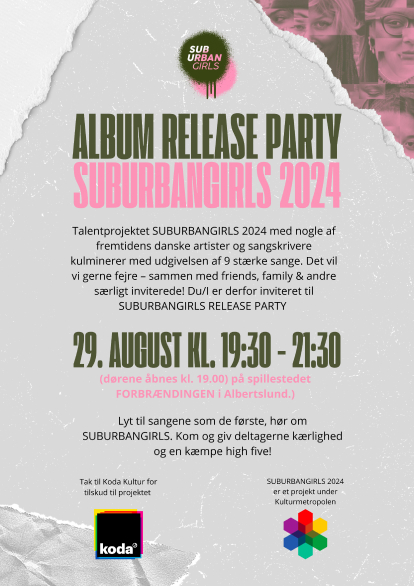 SUB
URBAN
GIRLS
ALBUM RELEASE PARTY
SUBURBANGIRLS 2024
Talentprojektet SUBURBANGIRLS 2024 med nogle af
fremtidens danske artister og sangskrivere
kulminerer med udgivelsen af 9 stærke sange. Det vil
vi gerne fejre – sammen med friends, family & andre
særligt inviterede! Du/I er derfor inviteret til
SUBURBANGIRLS RELEASE PARTY
29. AUGUST KL. 19:30 - 21:30
(dørene åbnes kl. 19.00) på spillestedet
FORBRÆNDINGEN i Albertslund.)
Lyt til sangene som de første, hør om
SUBURBANGIRLS. Kom og giv deltagerne kærlighed
og en kæmpe high five!
Tak til Koda Kultur for
tilskud til projektet
koda
SUBURBANGIRLS 2024
er et projekt under
Kulturmetropolen